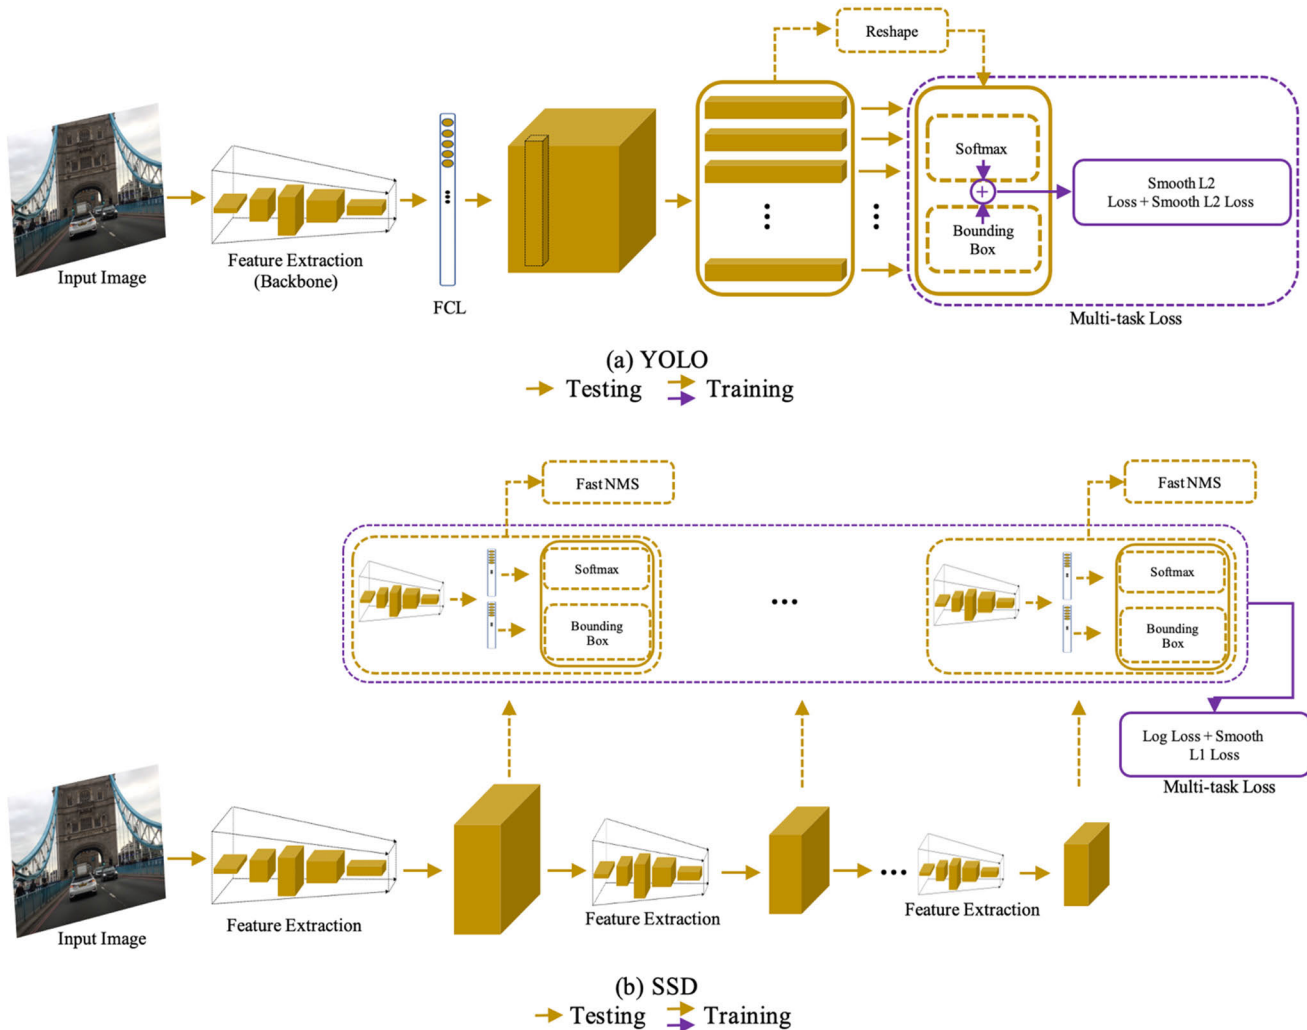 Reshape
Softmax
+
Smooth L2
Loss + Smooth L2 Loss
Bounding
Box
Input Image
Feature Extraction
(Backbone)
FCL
Multi-task Loss
(a) YOLO
Testing
Training
Fast NMS
Fast NMS
Softmax
Bounding
Box
Softmax
Bounding
Box
Log Loss + Smooth
L1 Loss
Multi-task Loss
Input Image
Feature Extraction
Feature Extraction
Feature Extraction
(b) SSD
Testing
Training